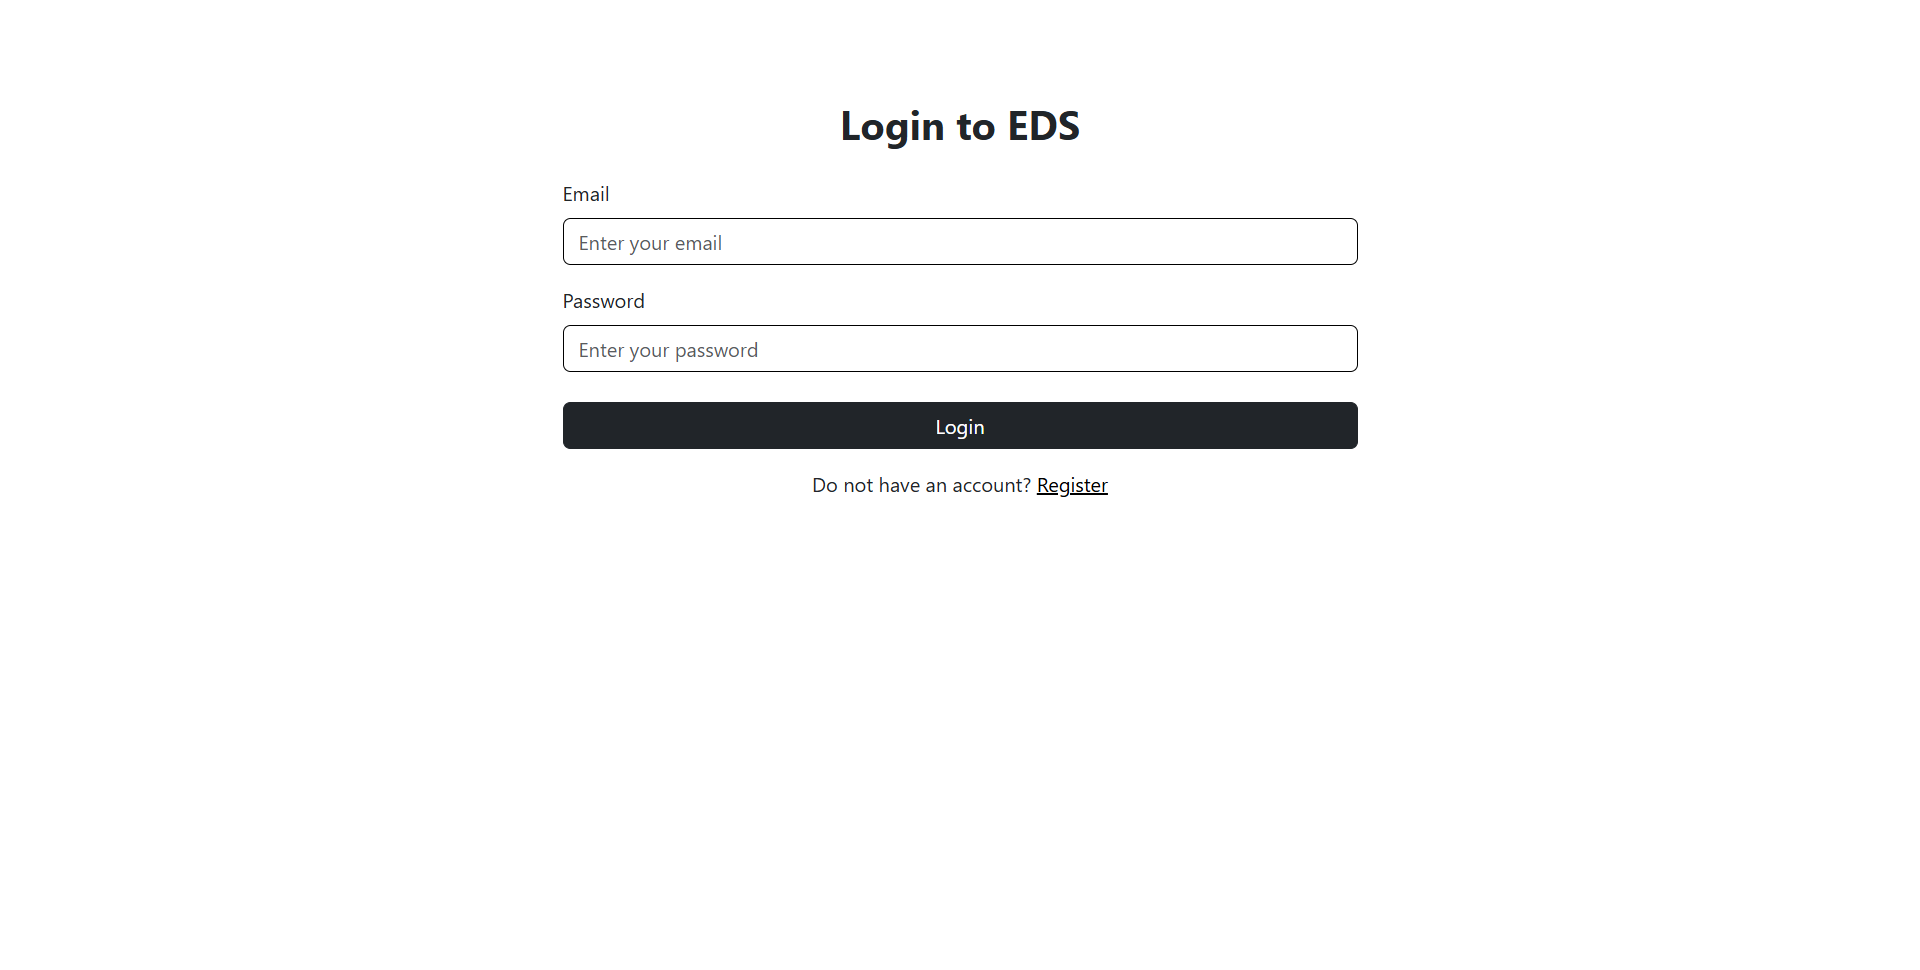 Login to EDS
Email
Enter your email
Password
Enter your password
Login
Do not have an account? Register